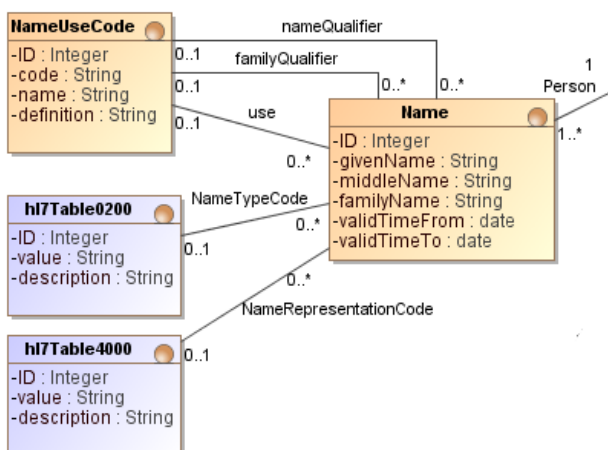 nameQualifier
NameUseCode
-ID : Integer
-code : String
-name : String
-definition : String
0..1
familyQualifier
0..1
0..*
0..*
0..1
use
0..*
1
Person
1..*
Name
-ID : Integer
-givenName : String
-middleName : String
-familyName : String
-validTimeFrom : date
-validTimeTo : date
NameTypeCode
0..*
0..1
hl7Table0200
-ID : Integer
-value : String
-description : String
0..*
NameRepresentationCode
0..1
hl7Table4000
-ID : Integer
-value : String
-description : String